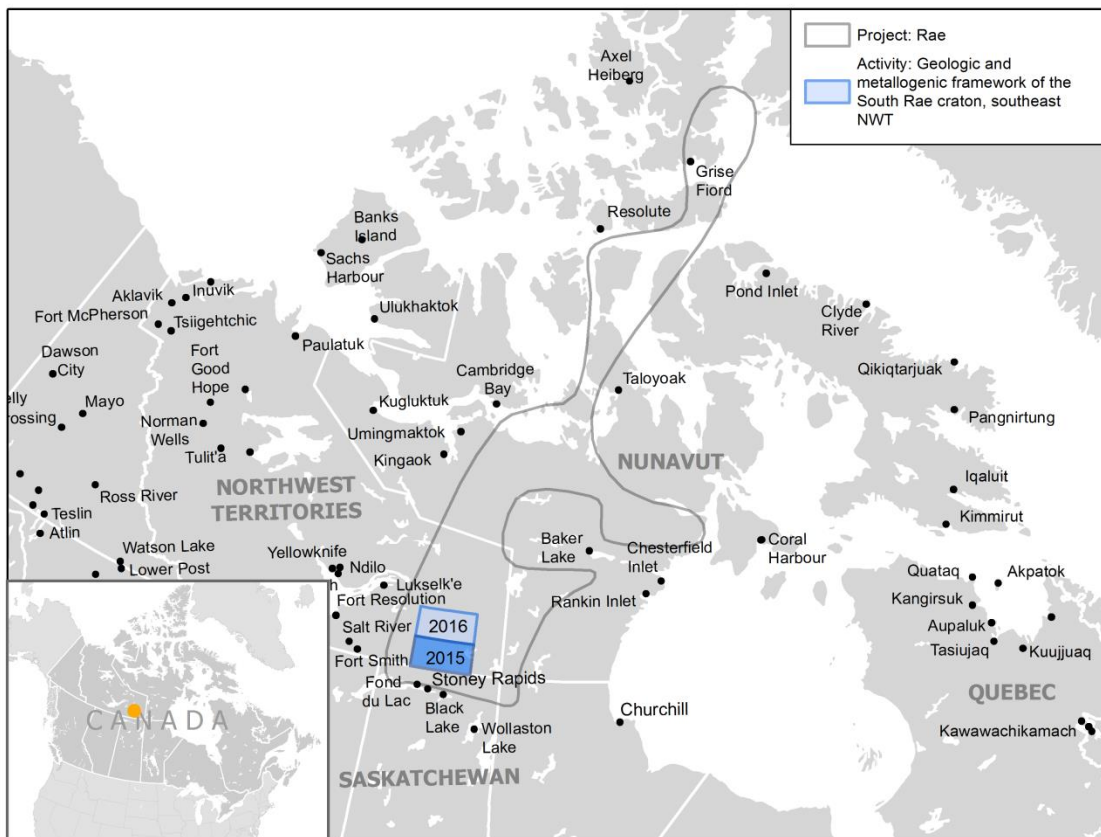 Project: Rae
Activity: Geologic and
metallogenic framework of the
South Rae craton, southeast
NWT
Axel
Heiberg
Grise
Fiord
Resolute
Banks
Island
Sachs
Harbour
Pond Inlet
Clyde
River
Aklavik
Inuvik
Fort McPherson
Tsiigehtchic
Ulukhaktok
Paulatuk
Dawson
City
Fort
Good
Hope
Cambridge
Bay
Taloyoak
Qikiqtarjuak
elly
rossing
Mayo
Kugluktuk
Norman
Wells
Umingmaktok
Pangnirtung
Tulit'a
Kingaok
NUNAVUT
Ross River
NORTHWEST
TERRITORIES
Iqaluit
Teslin
Kimmirut
Atlin
Baker
Lake
Chesterfield
Inlet
Coral
Harbour
Watson Lake
Lower Post
Yellowknife
Ndilo
h
Lukselk'e
Rankin Inlet
Quataq
Akpatok
Fort Resolution
Kangirsuk
Salt River
2016
Aupaluk
Fort Smith
2015
Tasiujaq
Kuujjuaq
Fond
du Lac
Stoney Rapids
Black
Lake
QUEBEC
Wollaston
Lake
Churchill
Kawawachikamach
SASKATCHEWAN
CANADA